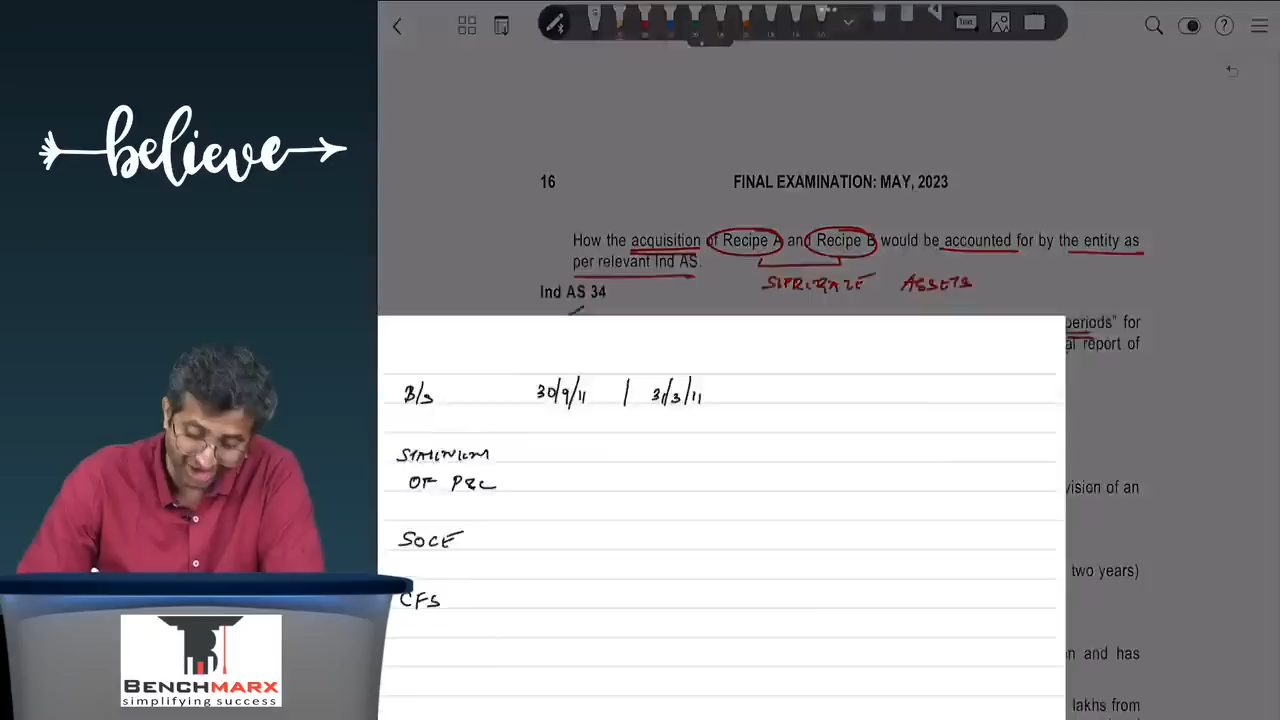 believe
Text
16 FINAL EXAMINATION: MAY, 2023
How the acquisition of Recipe A and Recipe B would be accounted for by the entity as
per relevant Ind AS.
ASSETS
Ind AS 34
periods" for
al report of
B/S 30/9/11 | 31/3/11
OF P&L
vision of an
SOCE
two years)
CFS
n and has
BENCHMARX
simplifying success
lakhs from